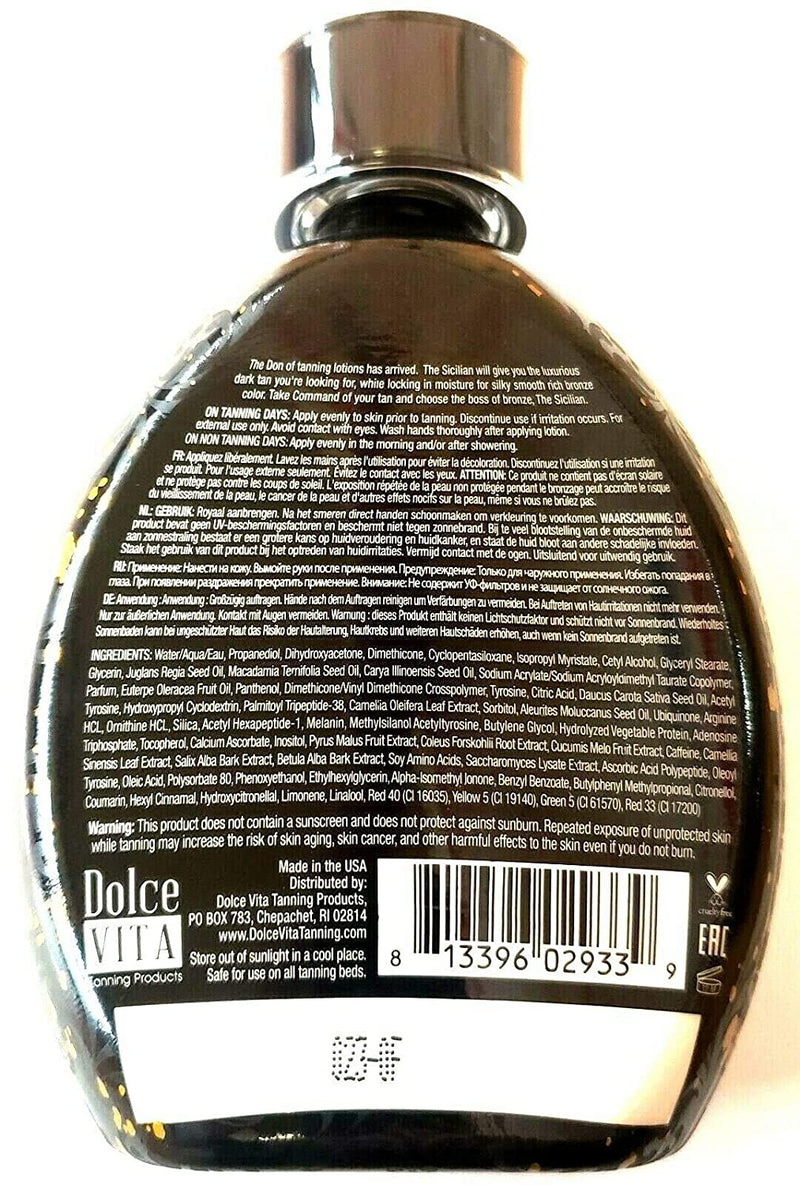 The Don of tanning lotions has arrived. The Sicilian will give you the luxurious
dark tan you're looking for, while locking in moisture for silky smooth rich bronze
color. Take Command of your tan and choose the boss of bronze, The Sicilian.
ON TANNING DAYS: Apply evenly to skin prior to tanning. Discontinue use if irritation occurs. For
external use only. Avoid contact with eyes. Wash hands thoroughly after applying lotion.
ON NON TANNING DAYS: Apply evenly in the morning and/or after showering.
FR: Appliquez libéralement. Lavez les mains après l'utilisation pour éviter la décoloration. Discontinuez l'utilisation si une irritation
se produit. Pour l'usage externe seulement. Evitez le contact avec les yeux. ATTENTION: Ce produit ne contient pas d'écran solaire
et ne protège pas contre les coups de soleil. L'exposition répétée de la peau non protégée pendant le bronzage peut accroître le risque
du vieillissement de la peau, le cancer de la peau et d'autres effets nocifs sur la peau, même si vous ne brûlez pas.
NL: GEBRUIK: Royaal aanbrengen. Na het smeren direct handen schoonmaken om verkleuring te voorkomen. WAARSCHUWING: Dit
product bevat geen UV-beschermingsfactoren en beschermt niet tegen zonnebrand. Bij te veel blootstelling van de onbeschermde huid
aan zonnestraling bestaat er een grotere kans op huidveroudering en huidkanker, en staat de huid bloot aan andere schadelijke invloeden.
Staak het gebruik van dit product bij het optreden van huidirritaties. Vermijd contact met de ogen. Uitsluitend voor uitwendig gebruik.
RU: Применение: Нанести на кожу. Вымойте руки после применения. Предупреждение: Только для наружного применения. Избегать попадания в
глаза. При появлении раздражения прекратить применение. Внимание: Не содержит УФ-фильтров и не защищает от солнечного ожога.
DE: Anwendung: Anwendung: Großzügig auftragen. Hände nach dem Auftragen reinigen um Verfärbungen zu vermeiden. Bei Auftreten von Hautirritationen nicht mehr verwenden.
Nur zur äußerlichen Anwendung. Kontakt mit Augen vermeiden. Warnung: dieses Produkt enthält keinen Lichtschutzfaktor und schützt nicht vor Sonnenbrand. Wiederholtes
Sonnenbaden kann bei ungeschützter Haut das Risiko der Hautalterung, Hautkrebs und weiteren Hautschäden erhöhen, auch wenn kein Sonnenbrand aufgetreten ist.
INGREDIENTS: Water/Aqua/Eau, Propanediol, Dihydroxyacetone, Dimethicone, Cyclopentasiloxane, Isopropyl Myristate, Cetyl Alcohol, Glyceryl Stearate,
Glycerin, Juglans Regia Seed Oil, Macadamia Ternifolia Seed Oil, Carya Illinoensis Seed Oil, Sodium Acrylate/Sodium Acryloyldimethyl Taurate Copolymer,
Parfum, Euterpe Oleracea Fruit Oil, Panthenol, Dimethicone/Vinyl Dimethicone Crosspolymer, Tyrosine, Citric Acid, Daucus Carota Sativa Seed Oil, Acetyl
Tyrosine, Hydroxypropyl Cyclodextrin, Palmitoyl Tripeptide-38, Camellia Oleifera Leaf Extract, Sorbitol, Aleurites Moluccanus Seed Oil, Ubiquinone, Arginine
HCL, Ornithine HCL, Silica, Acetyl Hexapeptide-1, Melanin, Methylsilanol Acetyltyrosine, Butylene Glycol, Hydrolyzed Vegetable Protein, Adenosine
Triphosphate, Tocopherol, Calcium Ascorbate, Inositol, Pyrus Malus Fruit Extract, Coleus Forskohlii Root Extract, Cucumis Melo Fruit Extract, Caffeine, Camellia
Sinensis Leaf Extract, Salix Alba Bark Extract, Betula Alba Bark Extract, Soy Amino Acids, Saccharomyces Lysate Extract, Ascorbic Acid Polypeptide, Oleoyl
Tyrosine, Oleic Acid, Polysorbate 80, Phenoxyethanol, Ethylhexylglycerin, Alpha-Isomethyl Ionone, Benzyl Benzoate, Butylphenyl Methylpropional, Citronellol,
Coumarin, Hexyl Cinnamal, Hydroxycitronellal, Limonene, Linalool, Red 40 (CI 16035), Yellow 5 (CI 19140), Green 5 (CI 61570), Red 33 (CI 17200)
Warning: This product does not contain a sunscreen and does not protect against sunburn. Repeated exposure of unprotected skin
while tanning may increase the risk of skin aging, skin cancer, and other harmful effects to the skin even if you do not burn.
Dolce
VITA
Tanning Products
Made in the USA
Distributed by:
Dolce Vita Tanning Products,
PO BOX 783, Chepachet, RI 02814
www.DolceVitaTanning.com
Store out of sunlight in a cool place.
Safe for use on all tanning beds.
8 13396 02933 9
cruelty free
EAC